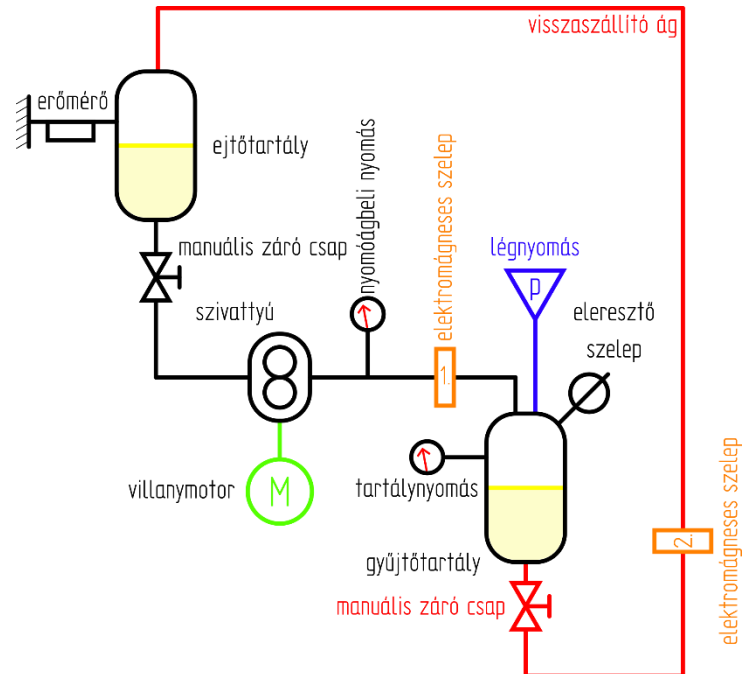 visszaszállító ág
erőmérő
ejtőtartály
manuális záró csap
nyomóágbeli nyomás
elektromágneses szelep
légnyomás
P
eleresztő
szelep
szivattyú
1.
villanymotor
M
tartálynyomás
gyűjtőtartály
manuális záró csap
2.
elektromágneses szelep